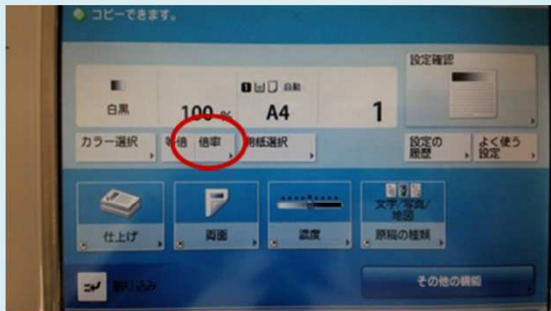 コピーできます。
設定確認
1 自動
白黒 100 % A4 1
カラー選択 等倍 倍率 用紙選択 設定の履歴 よく使う設定
文字/写真/地図
仕上げ 両面 濃度 原稿の種類
割り込み その他の機能